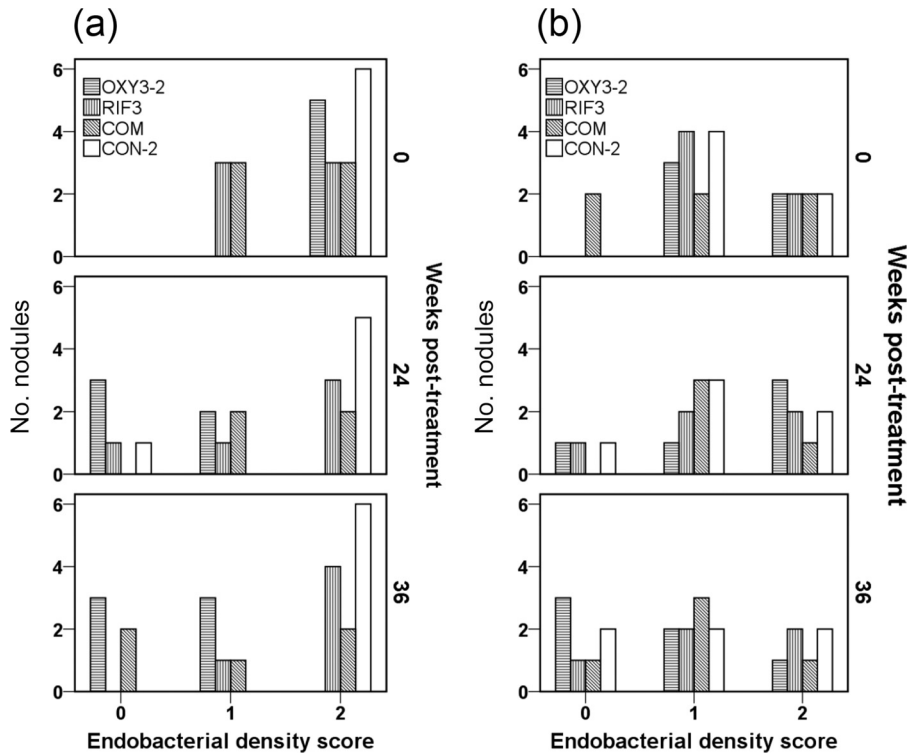 (a)
6
4
2
0
OXY3-2
RIF3
COM
CON-2
0
6
4
2
0
24
6
4
2
0
36
0 1 2
No. nodules
Weeks post-treatment
Endobacterial density score
(b)
6
4
2
0
OXY3-2
RIF3
COM
CON-2
0
6
4
2
0
24
6
4
2
0
36
0 1 2
No. nodules
Weeks post-treatment
Endobacterial density score